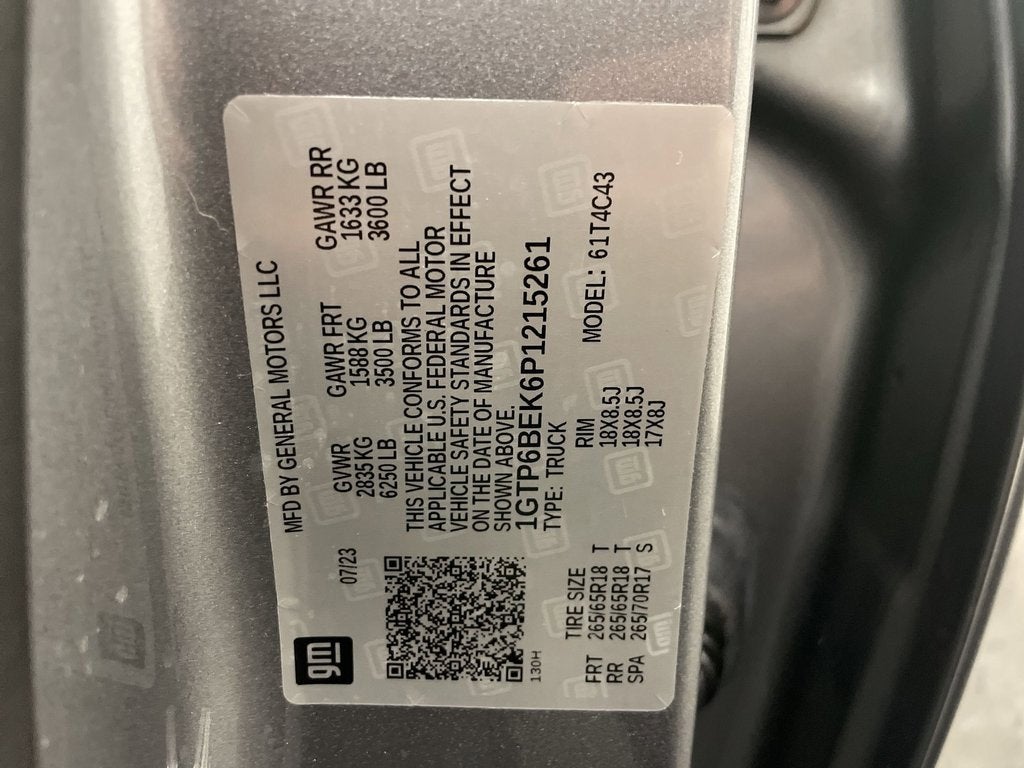 gm
07/23
MFD BY GENERAL MOTORS LLC
GVWR GAWR FRT GAWR RR
2835 KG 1588 KG 1633 KG
6250 LB 3500 LB 3600 LB
THIS VEHICLE CONFORMS TO ALL
APPLICABLE U.S. FEDERAL MOTOR
VEHICLE SAFETY STANDARDS IN EFFECT
ON THE DATE OF MANUFACTURE
SHOWN ABOVE.
1GTP6BEK6P1215261
TYPE: TRUCK
MODEL: 61T4C43
130H
TIRE SIZE RIM
FRT 265/65R18 T 18X8.5J
RR 265/65R18 T 18X8.5J
SPA 265/70R17 S 17X8J